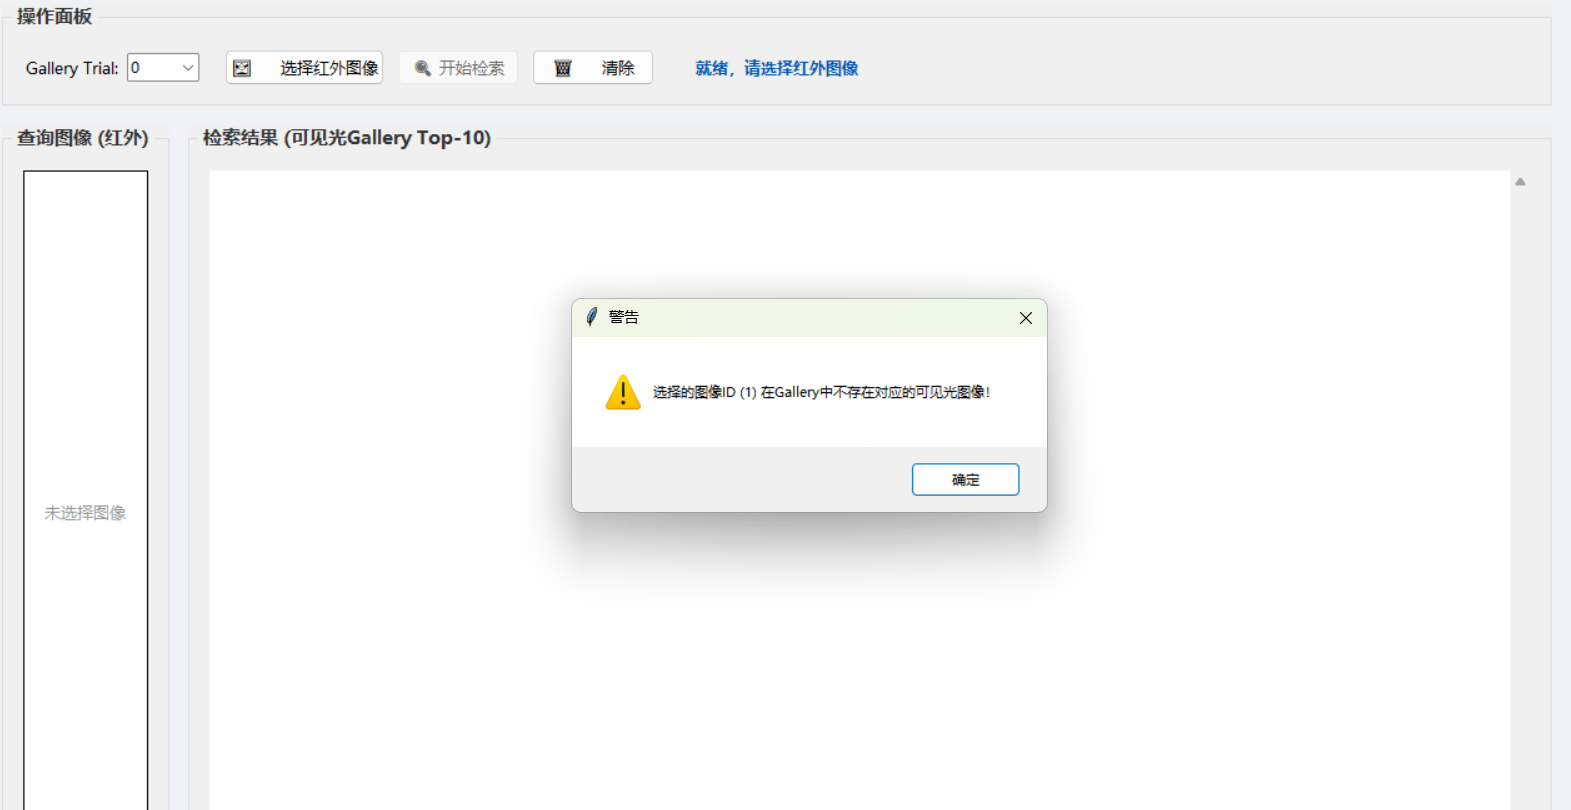 操作面板
Gallery Trial: 0 选择红外图像 开始检索 清除 就绪，请选择红外图像
查询图像 (红外) 检索结果 (可见光Gallery Top-10)
警告
选择的图像ID (1) 在Gallery中不存在对应的可见光图像!
确定
未选择图像